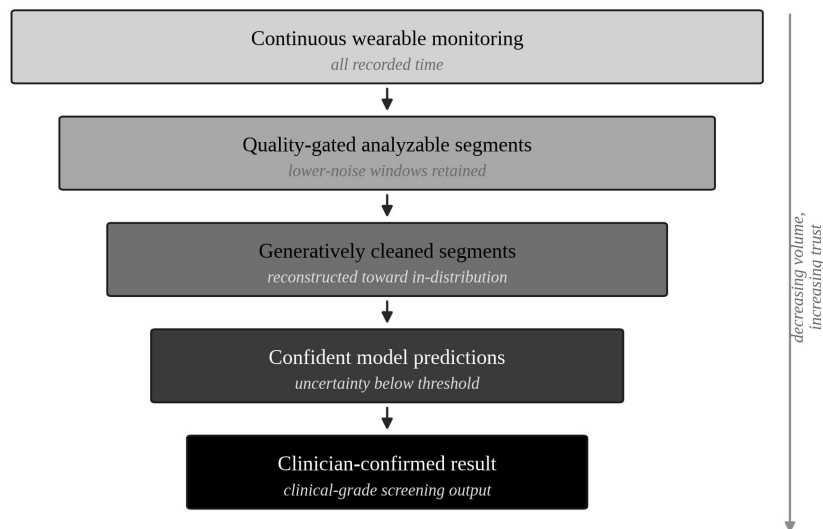 Continuous wearable monitoring
all recorded time
Quality-gated analyzable segments
lower-noise windows retained
Generatively cleaned segments
reconstructed toward in-distribution
Confident model predictions
uncertainty below threshold
Clinician-confirmed result
clinical-grade screening output
decreasing volume,
increasing trust